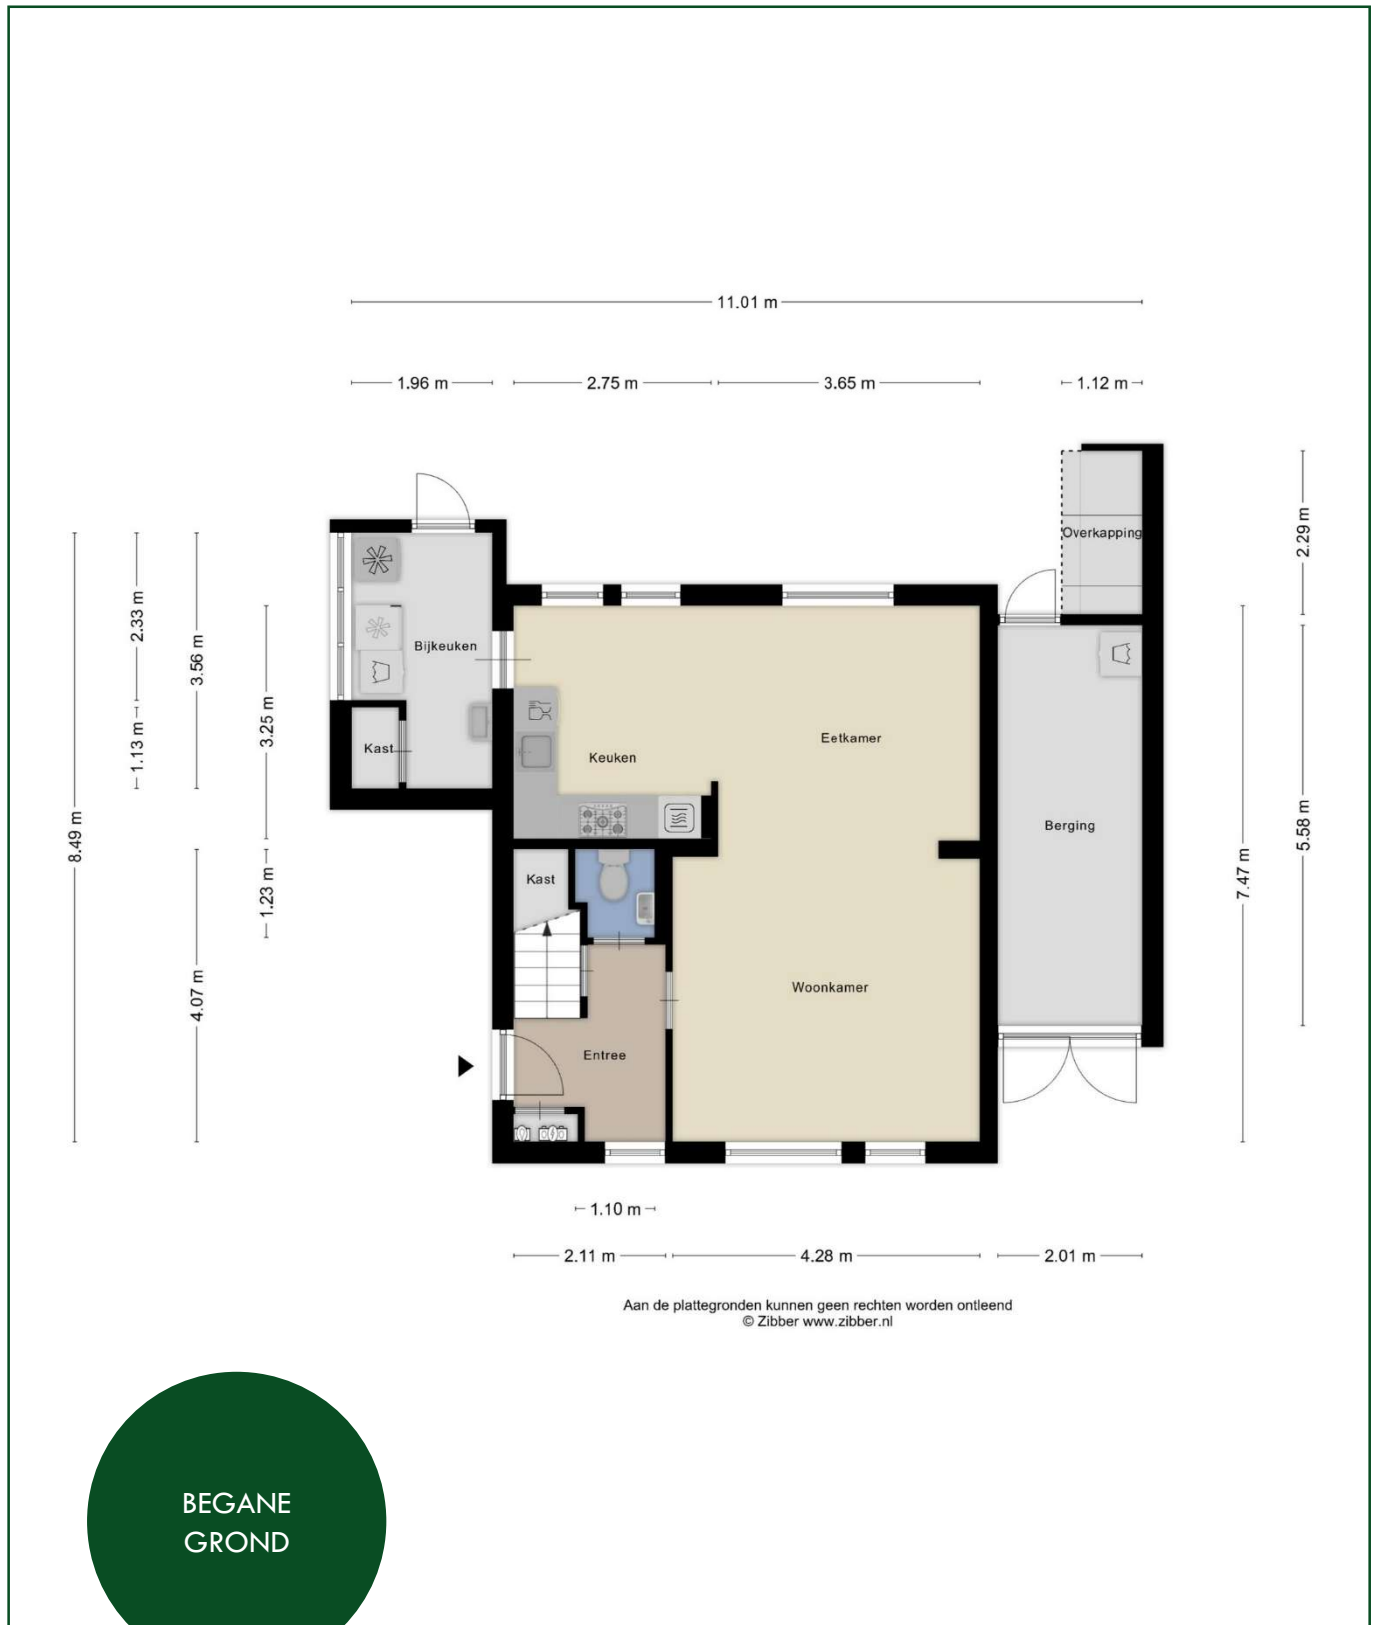 11.01 m
1.96 m
2.75 m
3.65 m
1.12 m
2.29 m
Overkapping
2.33 m
3.56 m
Bijkeuken
3.25 m
1.13 m
Kast
Keuken
Eetkamer
8.49 m
Berging
5.58 m
7.47 m
1.23 m
Kast
4.07 m
Woonkamer
Entree
1.10 m
2.11 m
4.28 m
2.01 m
Aan de plattegronden kunnen geen rechten worden ontleend
© Zibber www.zibber.nl
BEGANE
GROND